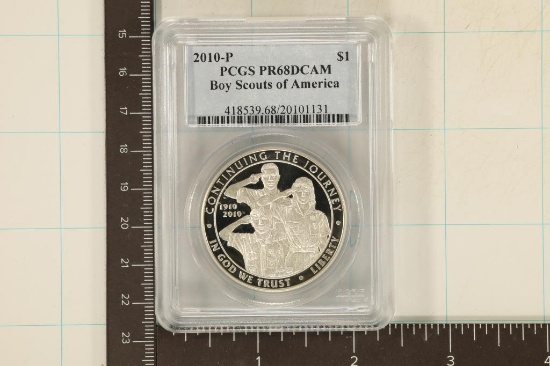 2010-P $1
PCGS PR68DCAM
Boy Scouts of America
418539.68/20101131
CONTINUING THE JOURNEY
1910
2010
IN GOD WE TRUST • LIBERTY
15
16
17
18
19
20
21
22
23
1 2 3 4